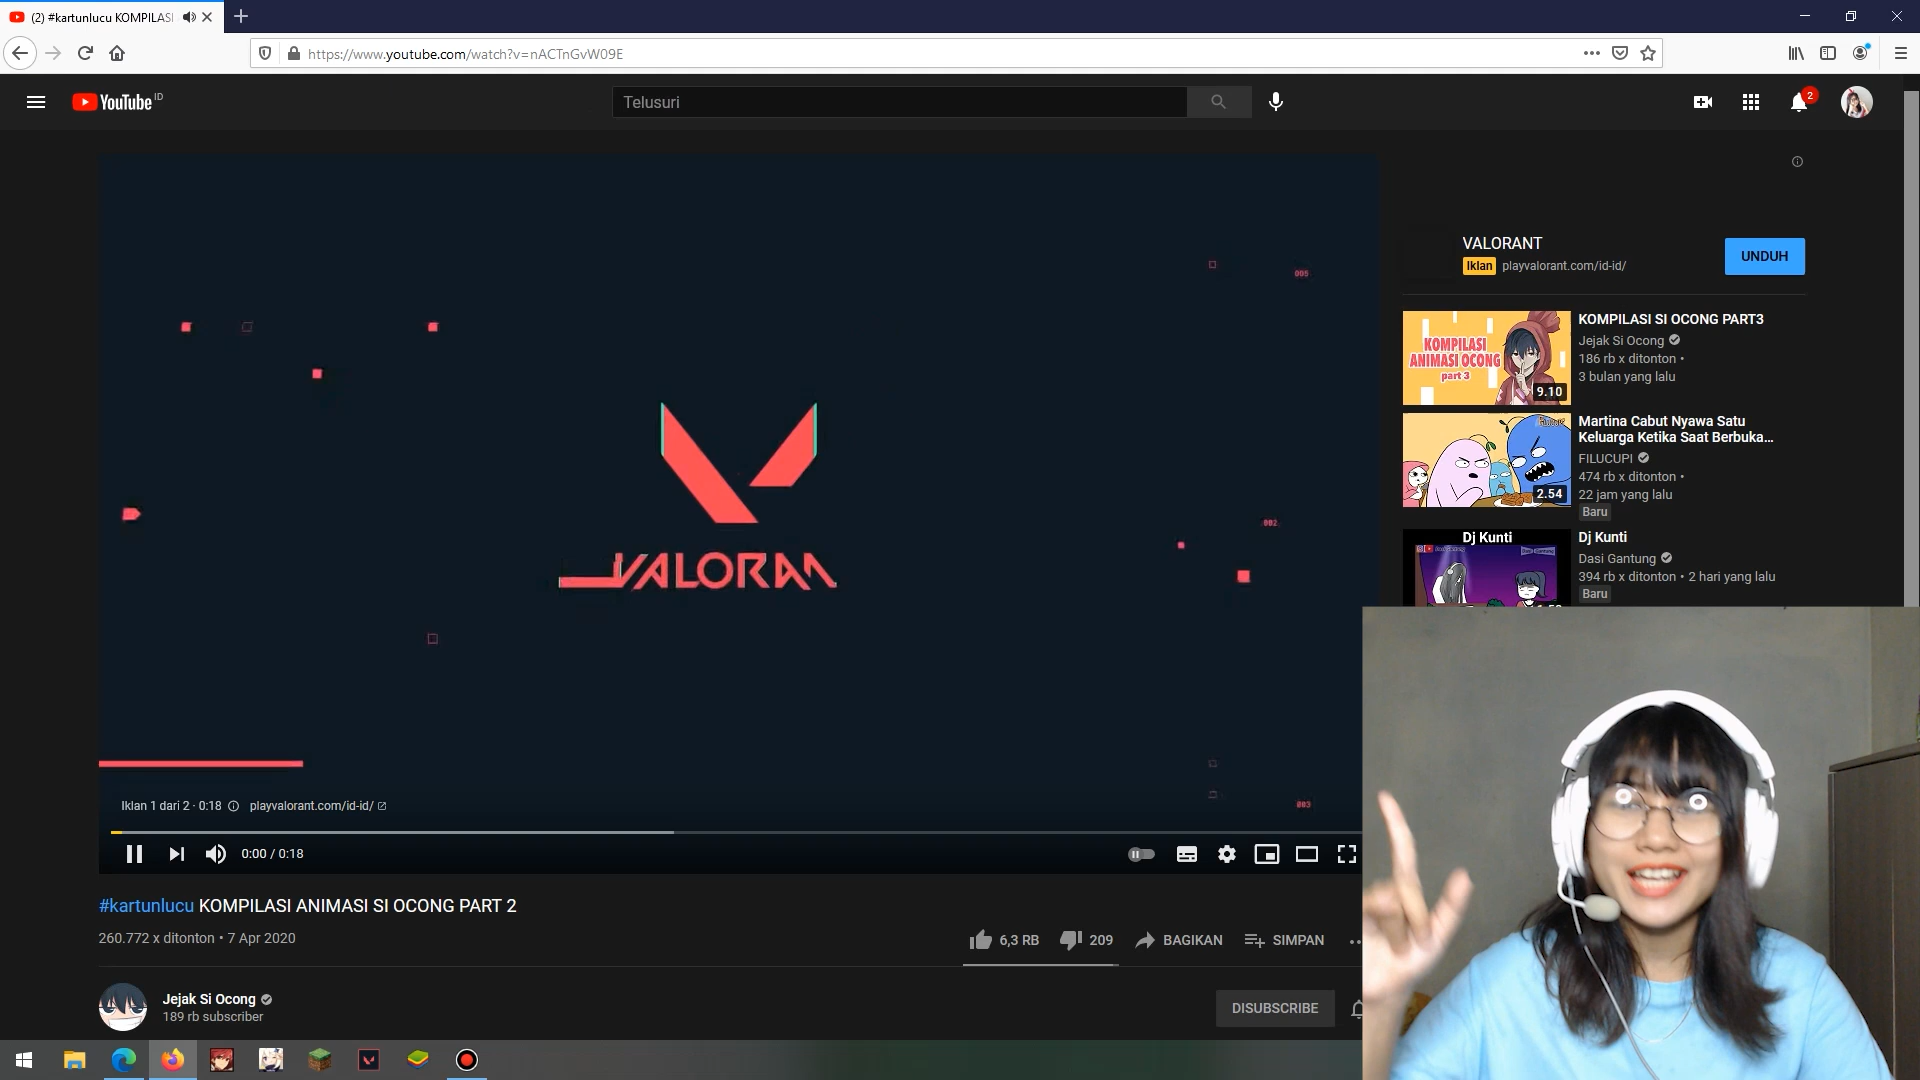 (2) #kartunlucu KOMPILASI
https://www.youtube.com/watch?v=nACTnGvW09E
YouTube ID
Telusuri
2
005
002
003
VALORAN
Iklan 1 dari 2 · 0:18
playvalorant.com/id-id/
0:00 / 0:18
#kartunlucu KOMPILASI ANIMASI SI OCONG PART 2
260.772 x ditonton • 7 Apr 2020
6,3 RB
209
BAGIKAN
SIMPAN
Jejak Si Ocong
189 rb subscriber
DISUBSCRIBE
VALORANT
Iklan playvalorant.com/id-id/
UNDUH
KOMPILASI
ANIMASI OCONG
part 3
9.10
KOMPILASI SI OCONG PART3
Jejak Si Ocong
186 rb x ditonton •
3 bulan yang lalu
2.54
Martina Cabut Nyawa Satu
Keluarga Ketika Saat Berbuka...
FILUCUPI
474 rb x ditonton •
22 jam yang lalu
Baru
Dj Kunti
Dj Kunti
Dasi Gantung
394 rb x ditonton • 2 hari yang lalu
Baru